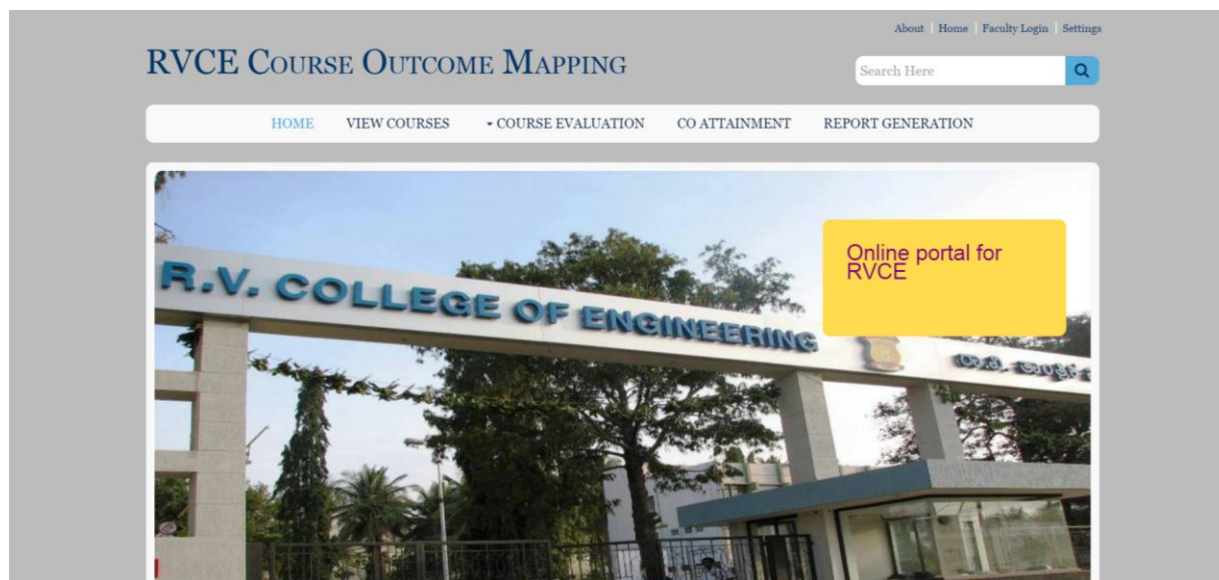 About | Home | Faculty Login | Settings
RVCE COURSE OUTCOME MAPPING
Search Here
HOME VIEW COURSES COURSE EVALUATION CO ATTAINMENT REPORT GENERATION
Online portal for
RVCE
R.V. COLLEGE OF ENGINEERING